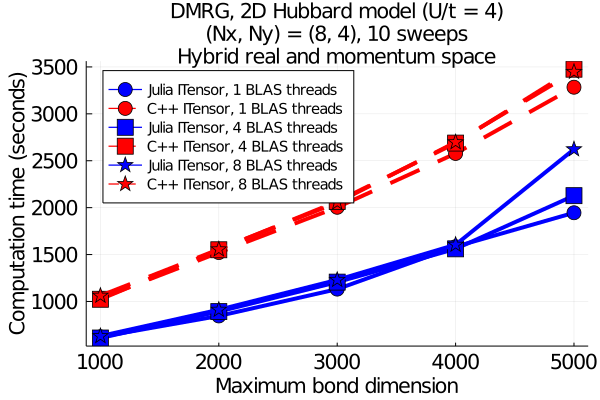 DMRG, 2D Hubbard model (U/t = 4)
(Nx, Ny) = (8, 4), 10 sweeps
Hybrid real and momentum space
Computation time (seconds)
3500
3000
2500
2000
1500
1000
Julia ITensor, 1 BLAS threads
C++ ITensor, 1 BLAS threads
Julia ITensor, 4 BLAS threads
C++ ITensor, 4 BLAS threads
Julia ITensor, 8 BLAS threads
C++ ITensor, 8 BLAS threads
1000 2000 3000 4000 5000
Maximum bond dimension